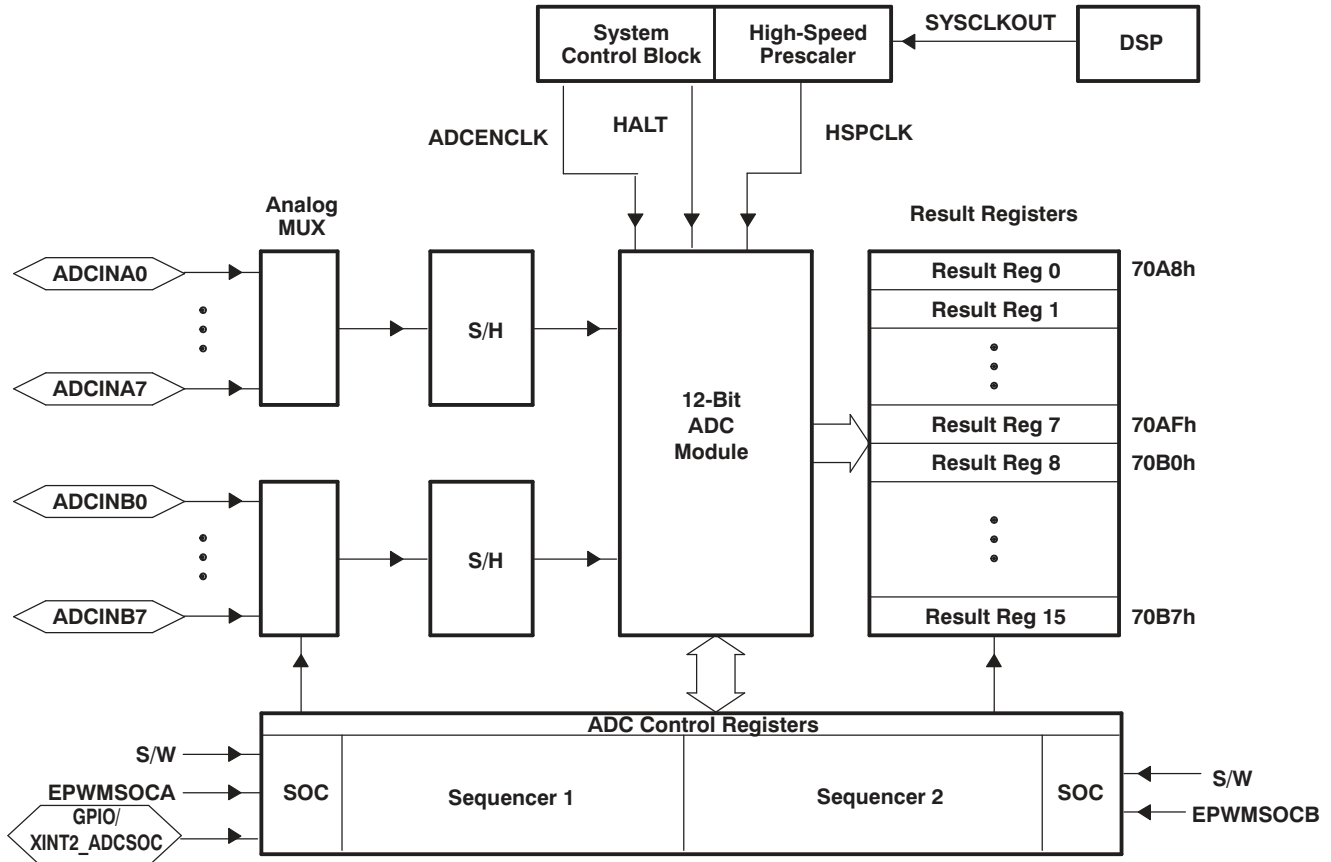 System
Control Block
High-Speed
Prescaler
SYSCLKOUT
DSP
ADCENCLK
HALT
HSPCLK
Analog
MUX
Result Registers
ADCINA0
ADCINA7
S/H
12-Bit
ADC
Module
Result Reg 0
70A8h
Result Reg 1
Result Reg 7
70AFh
Result Reg 8
70B0h
ADCINB0
ADCINB7
S/H
Result Reg 15
70B7h
ADC Control Registers
S/W
EPWMSOCA
GPIO/
XINT2_ADCSOC
SOC
Sequencer 1
Sequencer 2
SOC
S/W
EPWMSOCB